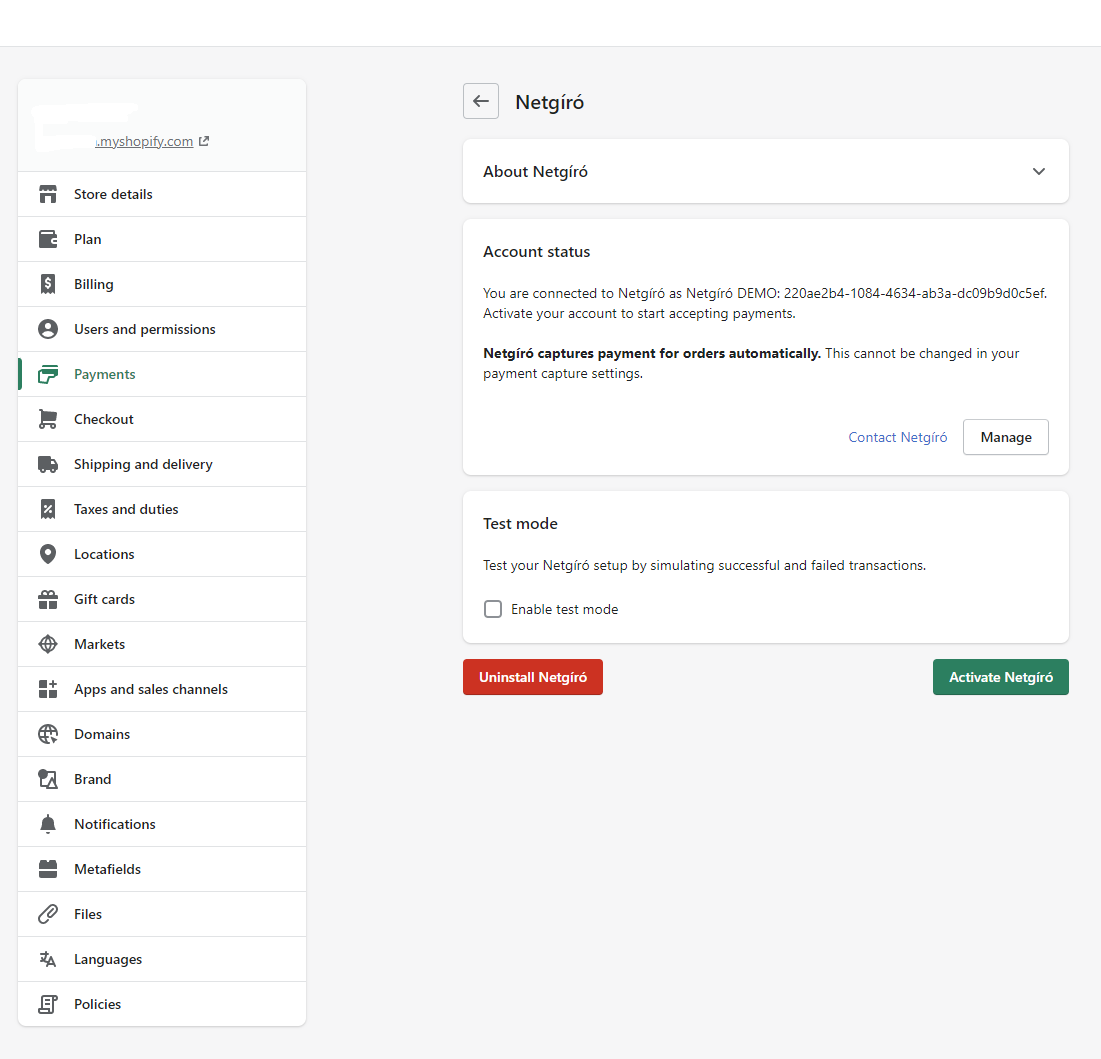 .myshopify.com
Store details
Plan
Billing
Users and permissions
Payments
Checkout
Shipping and delivery
Taxes and duties
Locations
Gift cards
Markets
Apps and sales channels
Domains
Brand
Notifications
Metafields
Files
Languages
Policies
Netgíró
About Netgíró
Account status
You are connected to Netgíró as Netgíró DEMO: 220ae2b4-1084-4634-ab3a-dc09b9d0c5ef.
Activate your account to start accepting payments.
Netgíró captures payment for orders automatically. This cannot be changed in your
payment capture settings.
Contact Netgíró
Manage
Test mode
Test your Netgíró setup by simulating successful and failed transactions.
Enable test mode
Uninstall Netgíró
Activate Netgíró